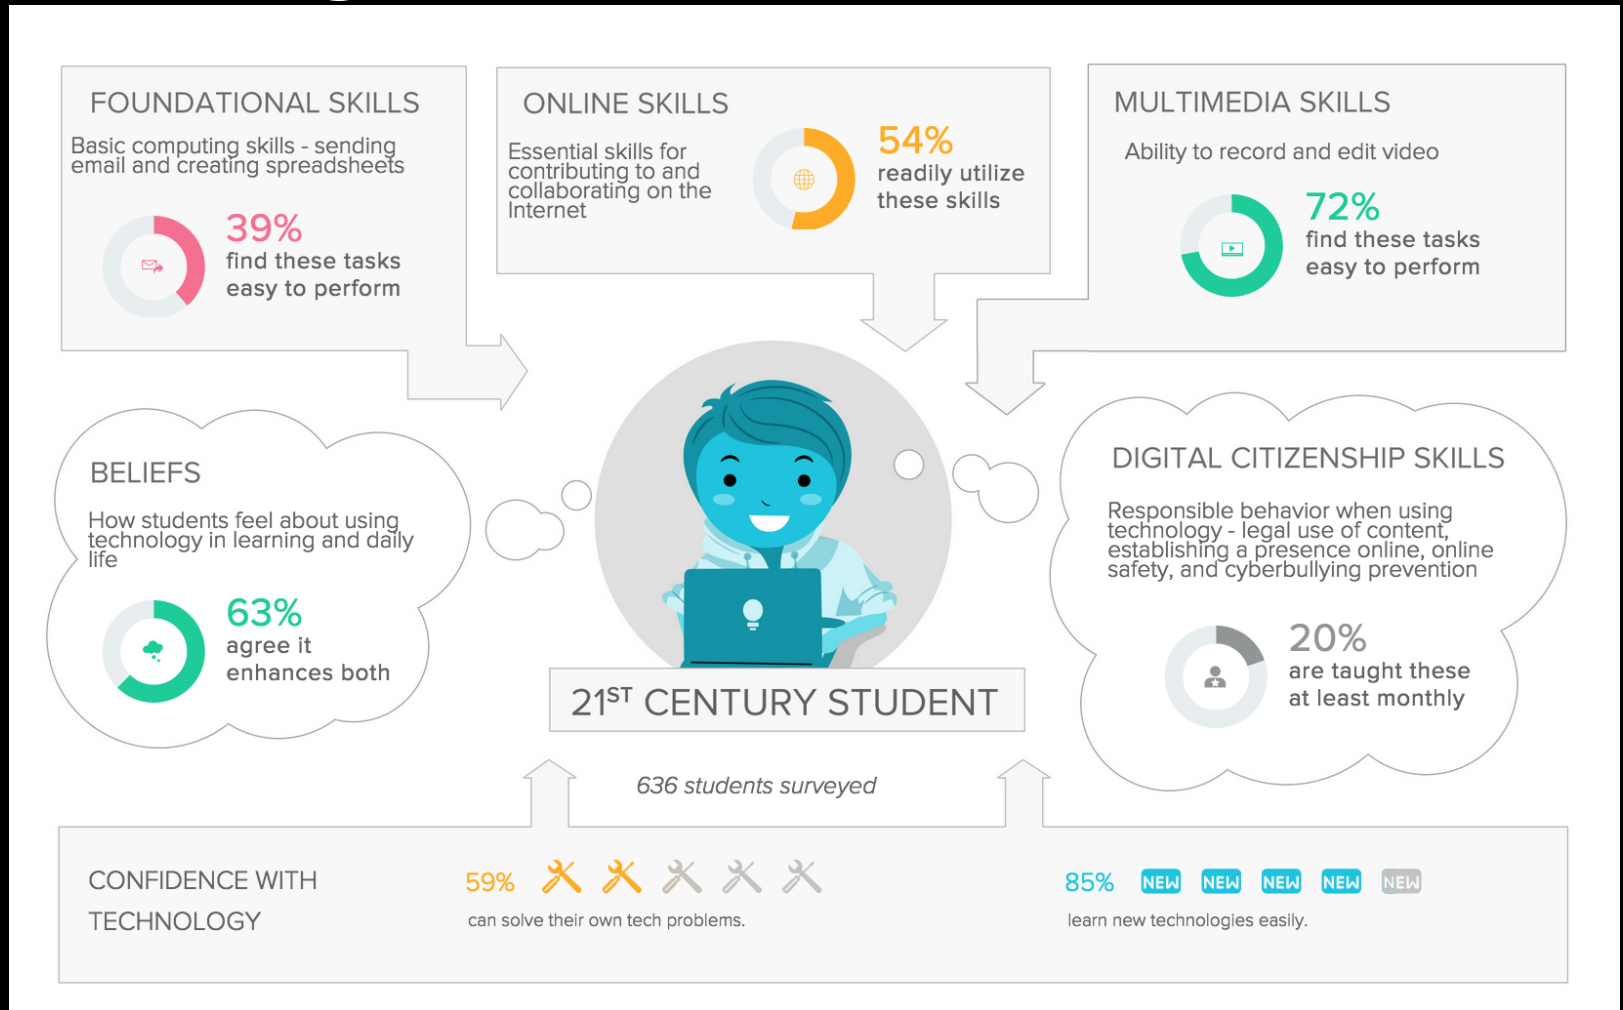 FOUNDATIONAL SKILLS
Basic computing skills - sending
email and creating spreadsheets
39%
find these tasks
easy to perform
ONLINE SKILLS
Essential skills for
contributing to and
collaborating on the
Internet
54%
readily utilize
these skills
MULTIMEDIA SKILLS
Ability to record and edit video
72%
find these tasks
easy to perform
BELIEFS
How students feel about using
technology in learning and daily
life
63%
agree it
enhances both
DIGITAL CITIZENSHIP SKILLS
Responsible behavior when using
technology - legal use of content,
establishing a presence online, online
safety, and cyberbullying prevention
20%
are taught these
at least monthly
21ST CENTURY STUDENT
636 students surveyed
CONFIDENCE WITH
TECHNOLOGY
59%
can solve their own tech problems.
85% NEW NEW NEW NEW NEW
learn new technologies easily.